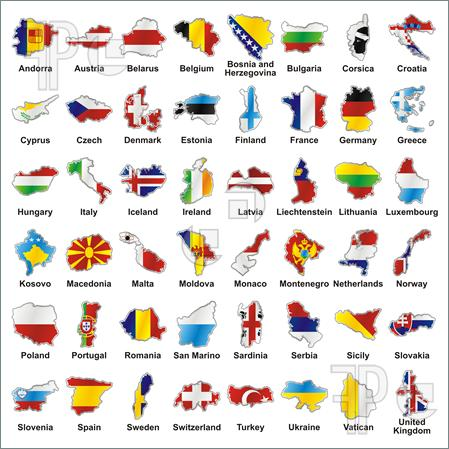 Andorra Austria Belarus Belgium Bosnia and Herzegovina Bulgaria Corsica Croatia
Cyprus Czech Denmark Estonia Finland France Germany Greece
Hungary Italy Iceland Ireland Latvia Liechtenstein Lithuania Luxembourg
Kosovo Macedonia Malta Moldova Monaco Montenegro Netherlands Norway
Poland Portugal Romania San Marino Sardinia Serbia Sicily Slovakia
Slovenia Spain Sweden Switzerland Turkey Ukraine Vatican United Kingdom